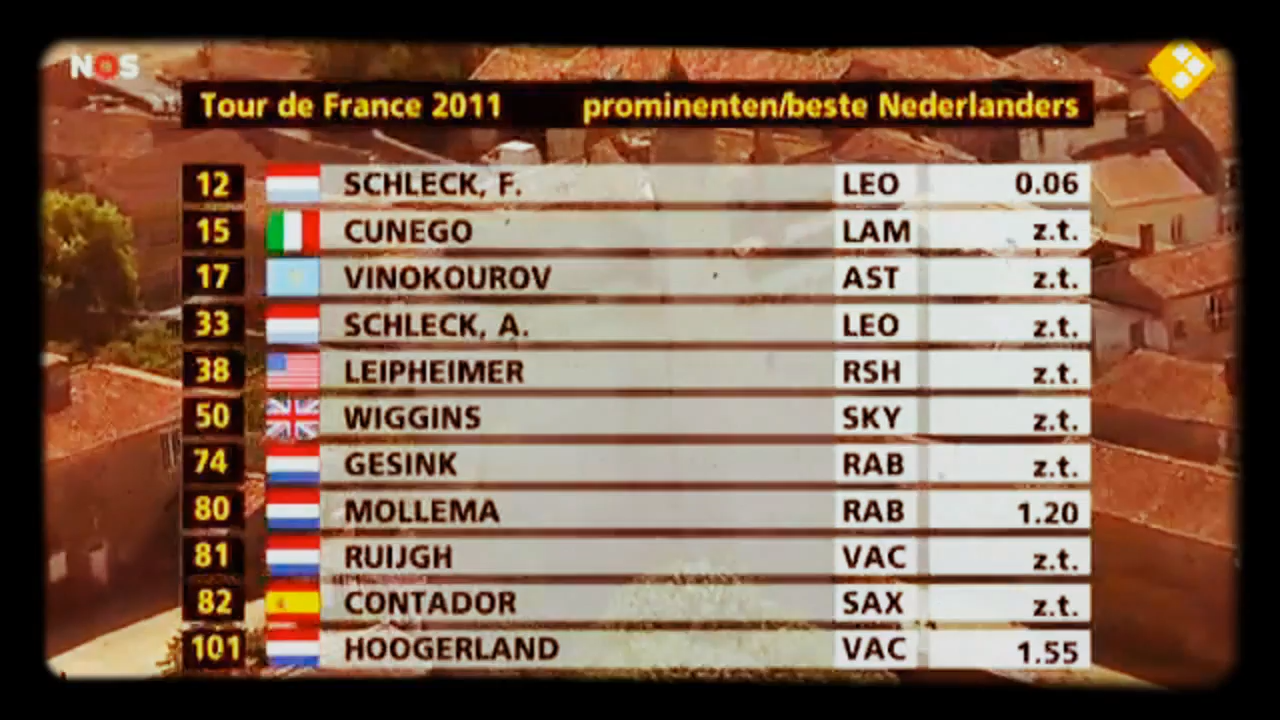 NOS
Tour de France 2011 prominenten/beste Nederlanders
12 SCHLECK, F. LEO 0.06
15 CUNEGO LAM z.t.
17 VINOKOUROV AST z.t.
33 SCHLECK, A. LEO z.t.
38 LEIPHEIMER RSH z.t.
50 WIGGINS SKY z.t.
74 GESINK RAB z.t.
80 MOLLEMA RAB 1.20
81 RUIJGH VAC z.t.
82 CONTADOR SAX z.t.
101 HOOGERLAND VAC 1.55